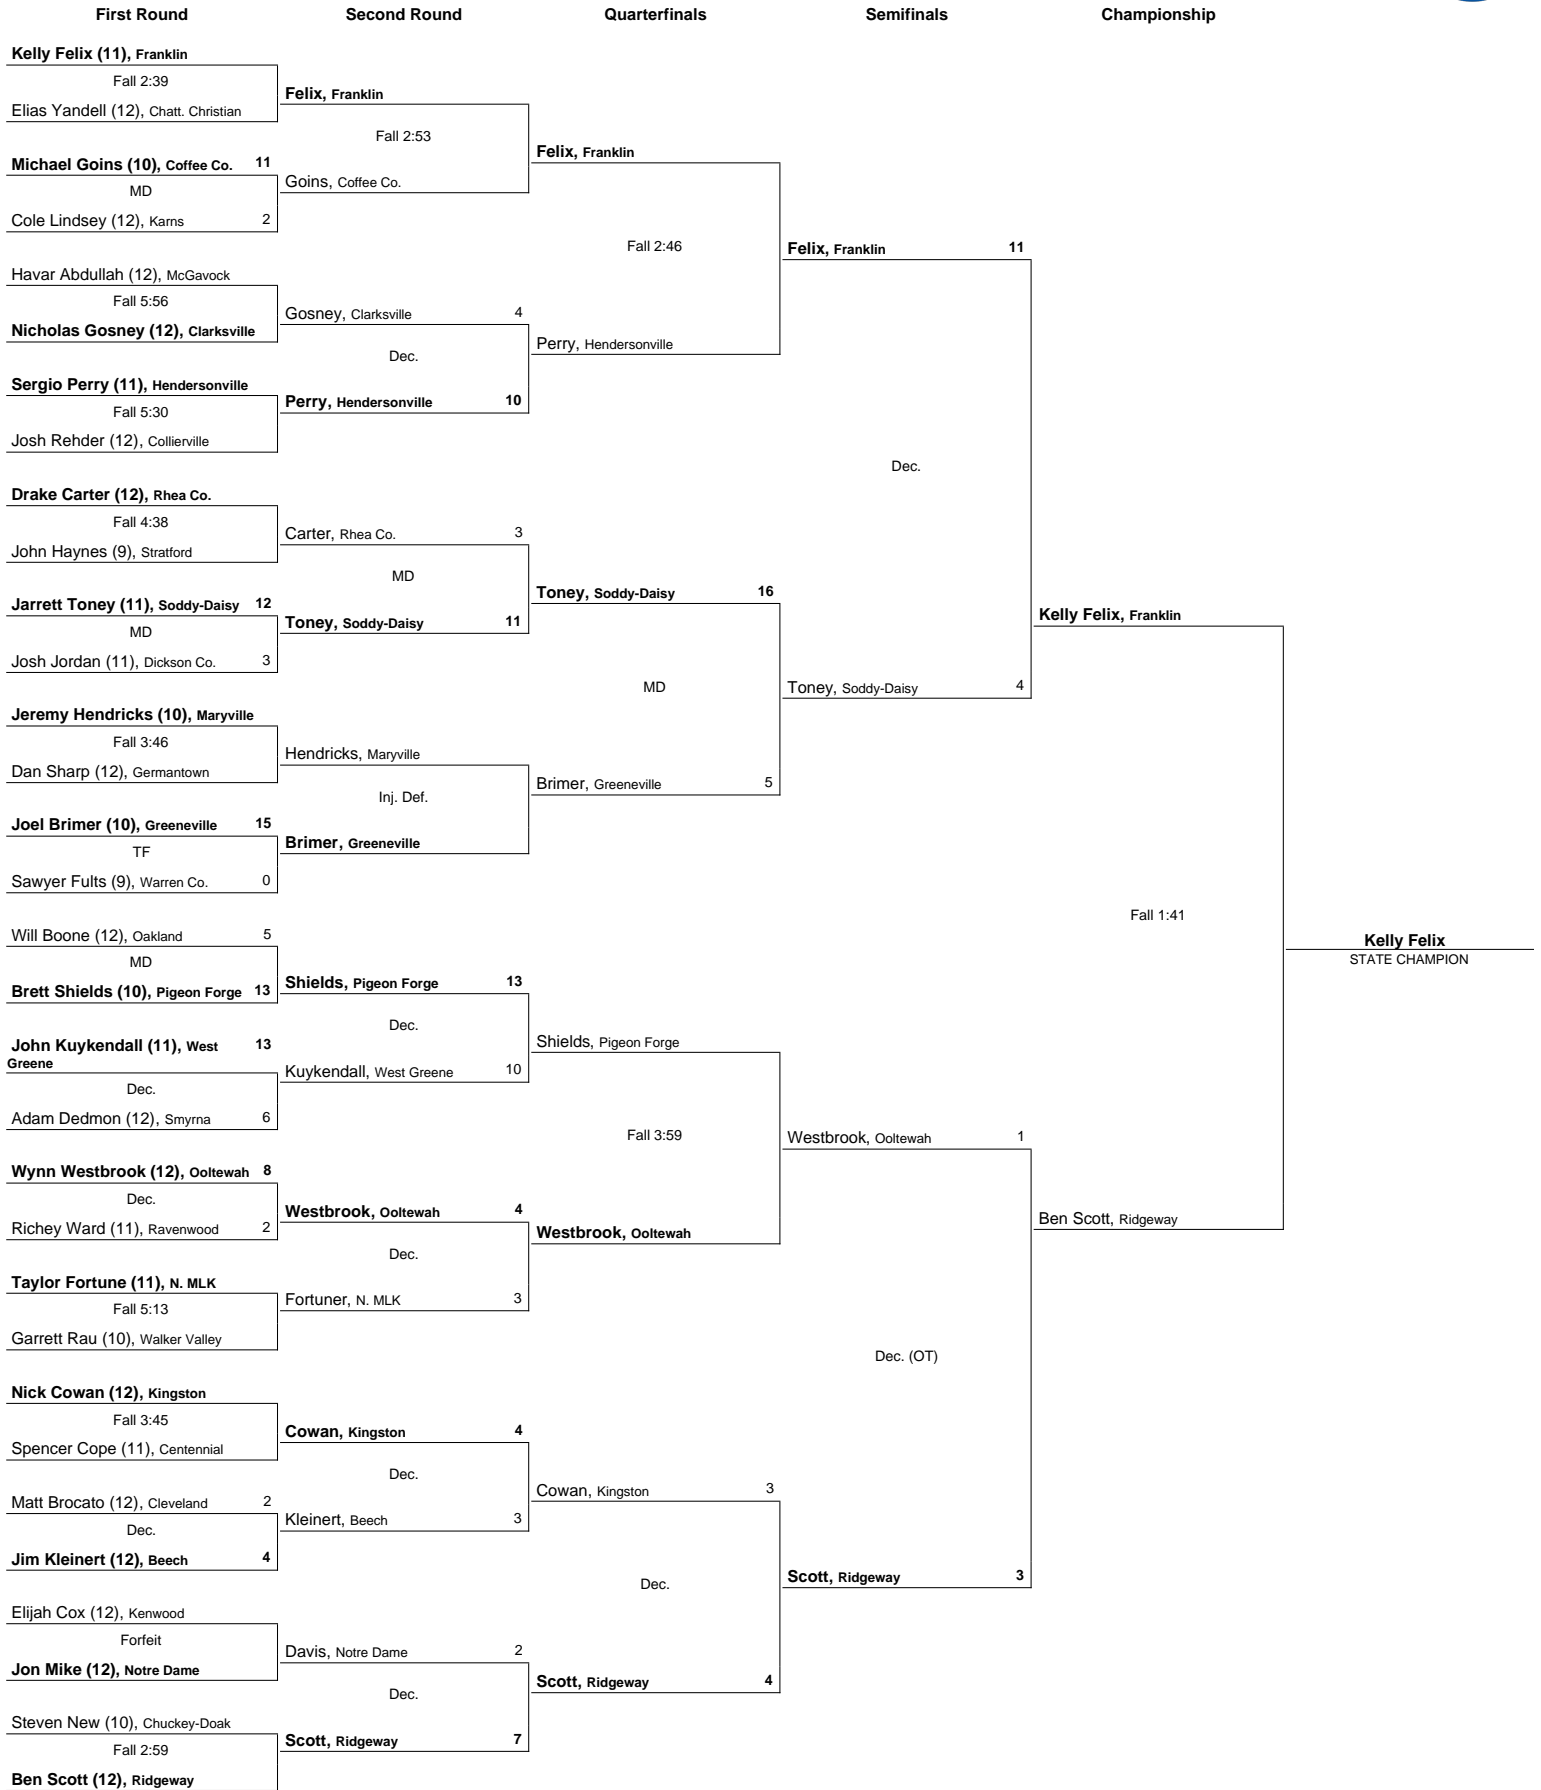 First Round Second Round Quarterfinals Semifinals Championship
Kelly Felix (11), Franklin
Fall 2:39
Elias Yandell (12), Chatt. Christian
Felix, Franklin
Fall 2:53
Goins, Coffee Co.
Michael Goins (10), Coffee Co. 11
MD
Cole Lindsey (12), Karns 2
Felix, Franklin
Fall 2:46
Perry, Hendersonville
Havar Abdullah (12), McGavock
Fall 5:56
Nicholas Gosney (12), Clarksville
Gosney, Clarksville 4
Dec.
Perry, Hendersonville 10
Sergio Perry (11), Hendersonville
Fall 5:30
Josh Rehder (12), Collierville
Felix, Franklin 11
Dec.
Toney, Soddy-Daisy 4
Drake Carter (12), Rhea Co.
Fall 4:38
John Haynes (9), Stratford
Carter, Rhea Co. 3
MD
Toney, Soddy-Daisy 11
Jarrett Toney (11), Soddy-Daisy 12
MD
Josh Jordan (11), Dickson Co. 3
Toney, Soddy-Daisy 16
MD
Brimer, Greeneville 5
Jeremy Hendricks (10), Maryville
Fall 3:46
Dan Sharp (12), Germantown
Hendricks, Maryville
Inj. Def.
Brimer, Greeneville
Joel Brimer (10), Greeneville 15
TF
Sawyer Fults (9), Warren Co. 0
Kelly Felix, Franklin
Fall 1:41
Ben Scott, Ridgeway
Kelly Felix
STATE CHAMPION
Will Boone (12), Oakland 5
MD
Brett Shields (10), Pigeon Forge 13
Shields, Pigeon Forge 13
Dec.
Kuykendall, West Greene 10
John Kuykendall (11), West 13
Greene
Dec.
Adam Dedmon (12), Smyrna 6
Shields, Pigeon Forge
Fall 3:59
Westbrook, Ooltewah
Wynn Westbrook (12), Ooltewah 8
Dec.
Richey Ward (11), Ravenwood 2
Westbrook, Ooltewah 4
Dec.
Fortuner, N. MLK 3
Taylor Fortune (11), N. MLK
Fall 5:13
Garrett Rau (10), Walker Valley
Westbrook, Ooltewah 1
Dec. (OT)
Scott, Ridgeway 3
Nick Cowan (12), Kingston
Fall 3:45
Spencer Cope (11), Centennial
Cowan, Kingston 4
Dec.
Kleinert, Beech 3
Matt Brocato (12), Cleveland 2
Dec.
Jim Kleinert (12), Beech 4
Cowan, Kingston 3
Dec.
Scott, Ridgeway 4
Elijah Cox (12), Kenwood
Forfeit
Jon Mike (12), Notre Dame
Davis, Notre Dame 2
Dec.
Scott, Ridgeway 7
Steven New (10), Chuckey-Doak
Fall 2:59
Ben Scott (12), Ridgeway